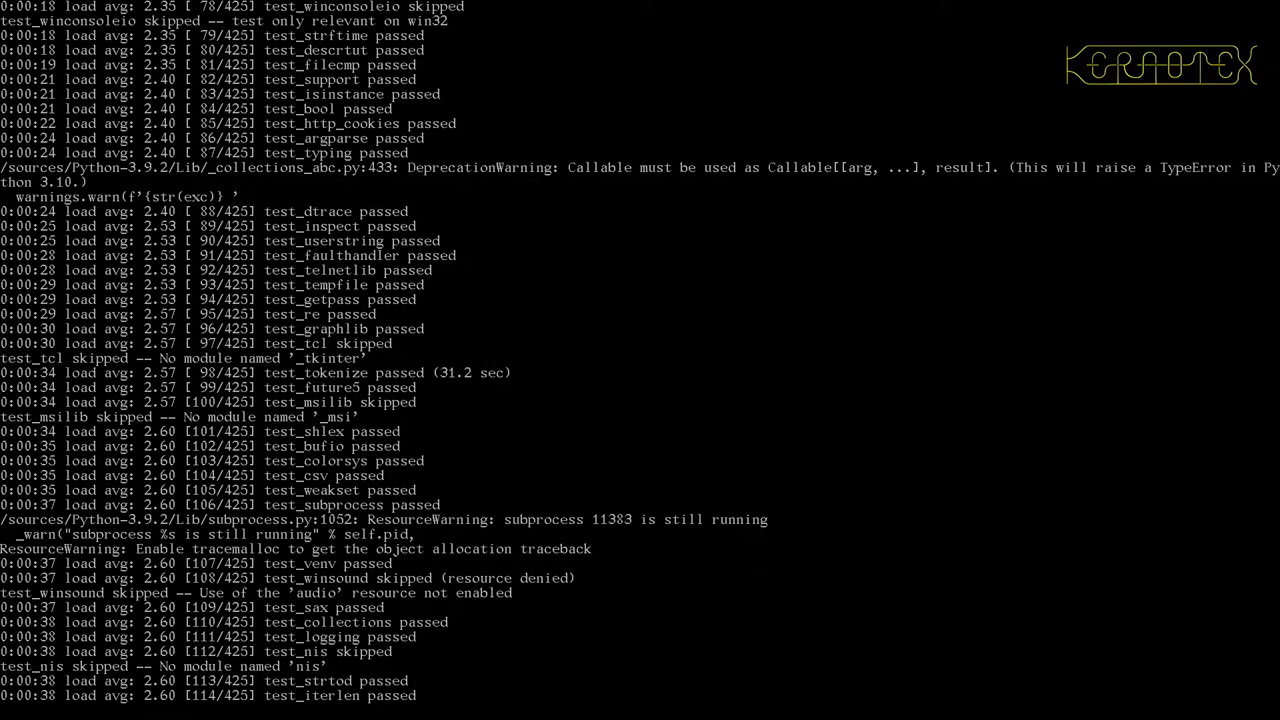 0:00:18 load avg: 2.35 [ 78/425] test_winconsoleio skipped
test_winconsoleio skipped -- test only relevant on win32
0:00:18 load avg: 2.35 [ 79/425] test_strftime passed
0:00:18 load avg: 2.35 [ 80/425] test_descrtut passed
0:00:19 load avg: 2.35 [ 81/425] test_filecmp passed
0:00:21 load avg: 2.40 [ 82/425] test_support passed
0:00:21 load avg: 2.40 [ 83/425] test_isinstance passed
0:00:21 load avg: 2.40 [ 84/425] test_bool passed
0:00:22 load avg: 2.40 [ 85/425] test_http_cookies passed
0:00:24 load avg: 2.40 [ 86/425] test_argparse passed
0:00:24 load avg: 2.40 [ 87/425] test_typing passed
/sources/Python-3.9.2/Lib/_collections_abc.py:433: DeprecationWarning: Callable must be used as Callable[[arg, ...], result]. (This will raise a TypeError in Py
thon 3.10.)
  warnings.warn(f'{str(exc)} '
0:00:24 load avg: 2.40 [ 88/425] test_dtrace passed
0:00:25 load avg: 2.53 [ 89/425] test_inspect passed
0:00:25 load avg: 2.53 [ 90/425] test_userstring passed
0:00:28 load avg: 2.53 [ 91/425] test_faulthandler passed
0:00:28 load avg: 2.53 [ 92/425] test_telnetlib passed
0:00:29 load avg: 2.53 [ 93/425] test_tempfile passed
0:00:29 load avg: 2.53 [ 94/425] test_getpass passed
0:00:29 load avg: 2.57 [ 95/425] test_re passed
0:00:30 load avg: 2.57 [ 96/425] test_graphlib passed
0:00:30 load avg: 2.57 [ 97/425] test_tcl skipped
test_tcl skipped -- No module named '_tkinter'
0:00:34 load avg: 2.57 [ 98/425] test_tokenize passed (31.2 sec)
0:00:34 load avg: 2.57 [ 99/425] test_future5 passed
0:00:34 load avg: 2.57 [100/425] test_msilib skipped
test_msilib skipped -- No module named '_msi'
0:00:34 load avg: 2.60 [101/425] test_shlex passed
0:00:35 load avg: 2.60 [102/425] test_bufio passed
0:00:35 load avg: 2.60 [103/425] test_colorsys passed
0:00:35 load avg: 2.60 [104/425] test_csv passed
0:00:35 load avg: 2.60 [105/425] test_weakset passed
0:00:37 load avg: 2.60 [106/425] test_subprocess passed
/sources/Python-3.9.2/Lib/subprocess.py:1052: ResourceWarning: subprocess 11383 is still running
  _warn("subprocess %s is still running" % self.pid,
ResourceWarning: Enable tracemalloc to get the object allocation traceback
0:00:37 load avg: 2.60 [107/425] test_venv passed
0:00:37 load avg: 2.60 [108/425] test_winsound skipped (resource denied)
test_winsound skipped -- Use of the 'audio' resource not enabled
0:00:37 load avg: 2.60 [109/425] test_sax passed
0:00:38 load avg: 2.60 [110/425] test_collections passed
0:00:38 load avg: 2.60 [111/425] test_logging passed
0:00:38 load avg: 2.60 [112/425] test_nis skipped
test_nis skipped -- No module named 'nis'
0:00:38 load avg: 2.60 [113/425] test_strtod passed
0:00:38 load avg: 2.60 [114/425] test_iterlen passed